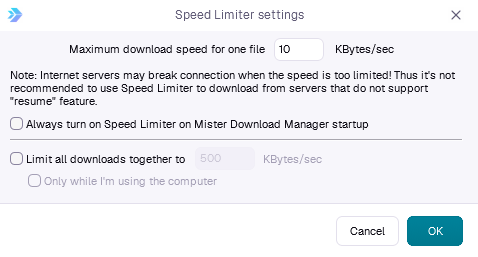 Speed Limiter settings
Maximum download speed for one file 10 KBytes/sec
Note: Internet servers may break connection when the speed is too limited! Thus it's not
recommended to use Speed Limiter to download from servers that do not support
"resume" feature.
Always turn on Speed Limiter on Mister Download Manager startup
Limit all downloads together to 500 KBytes/sec
Only while I'm using the computer
Cancel OK